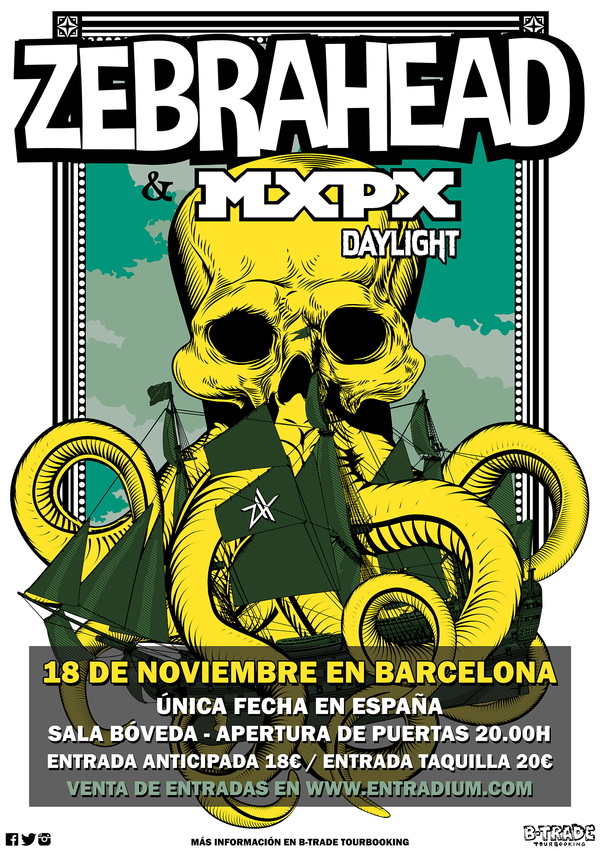 ZEBRAHEAD
& MXPX
DAYLIGHT
ZH
18 DE NOVIEMBRE EN BARCELONA
ÚNICA FECHA EN ESPAÑA
SALA BÓVEDA - APERTURA DE PUERTAS 20.00H
ENTRADA ANTICIPADA 18€ / ENTRADA TAQUILLA 20€
VENTA DE ENTRADAS EN WWW.ENTRADIUM.COM
MÁS INFORMACIÓN EN B-TRADE TOURBOOKING
B-TRADE
TOURBOOKING